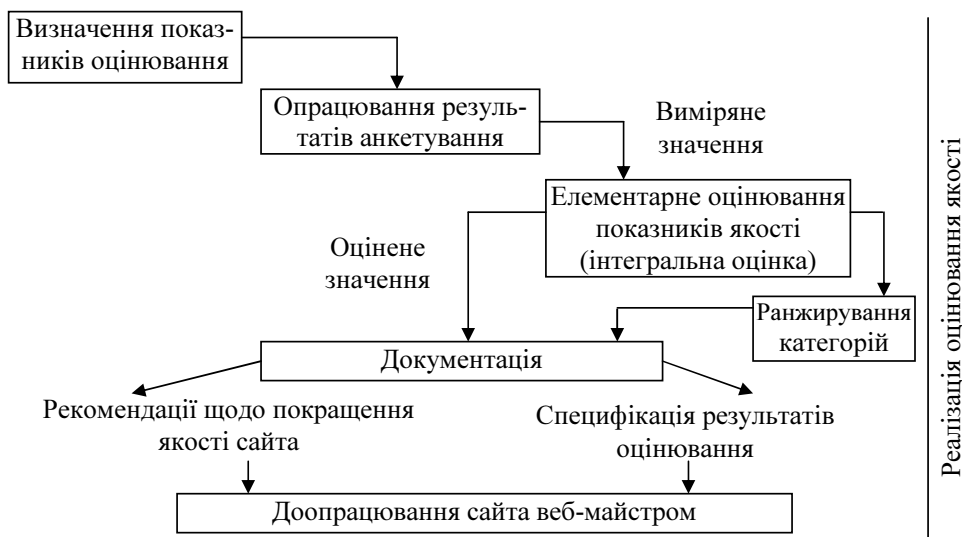 Визначення показ-
ників оцінювання
Опрацювання резуль-
татів анкетування
Виміряне
значення
Елементарне оцінювання
показників якості
(інтегральна оцінка)
Оцінене
значення
Ранжирування
категорій
Документація
Рекомендації щодо покращення
якості сайта
Специфікація результатів
оцінювання
Доопрацювання сайта веб-майстром
Реалізація оцінювання якості